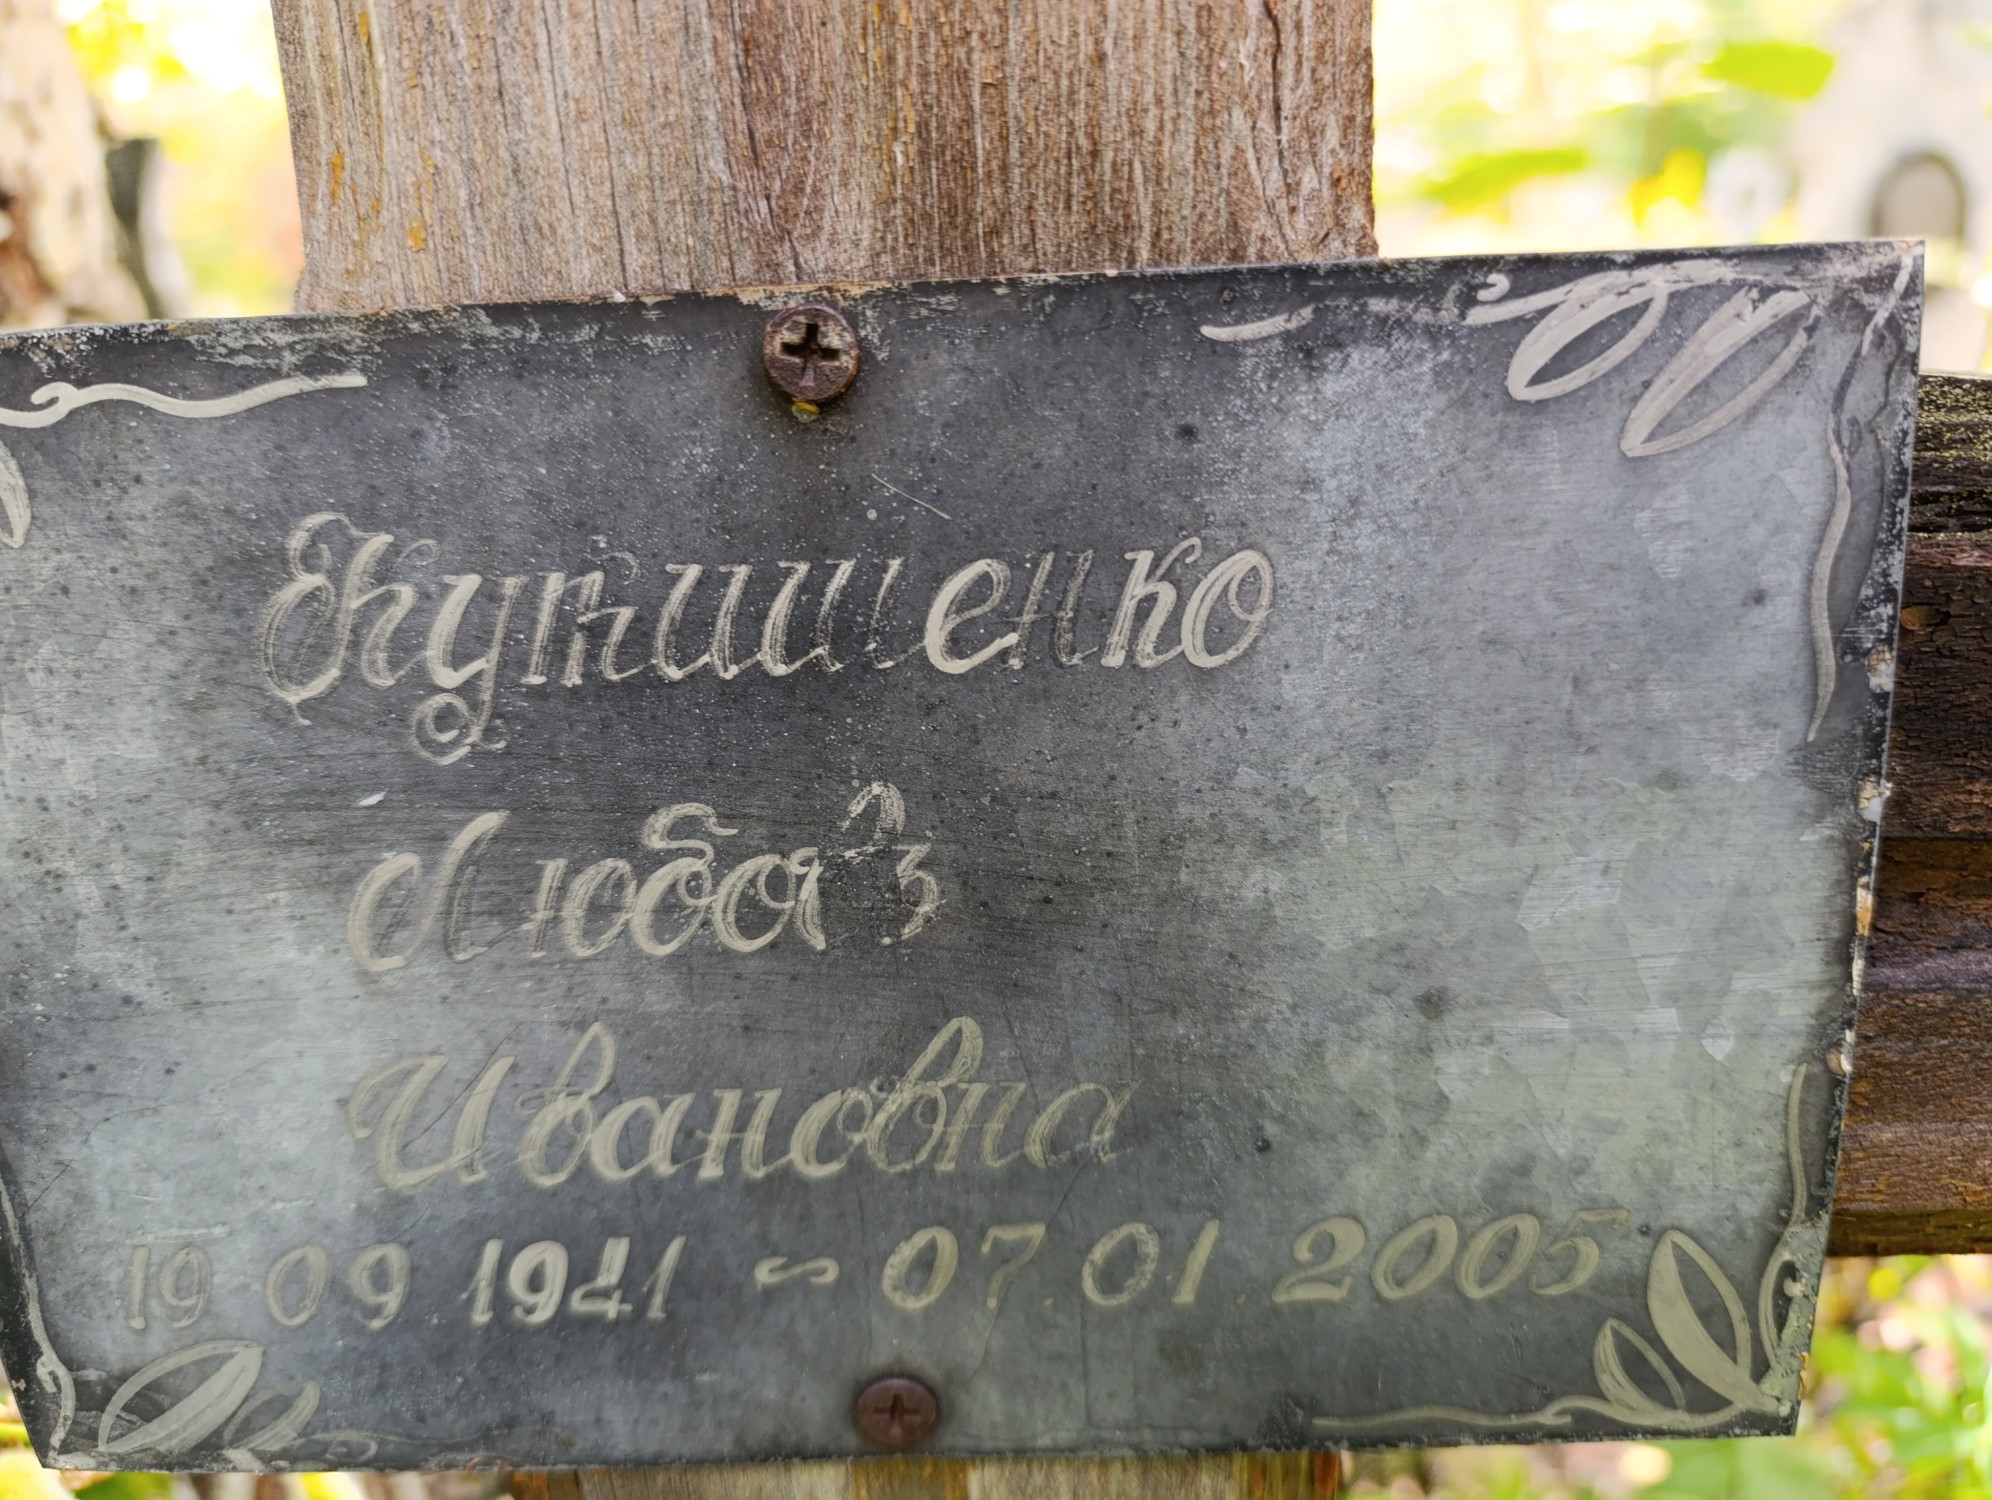 Кутишенко
Любовь
Ивановна
19 09 1941 ~ 07 01 2005